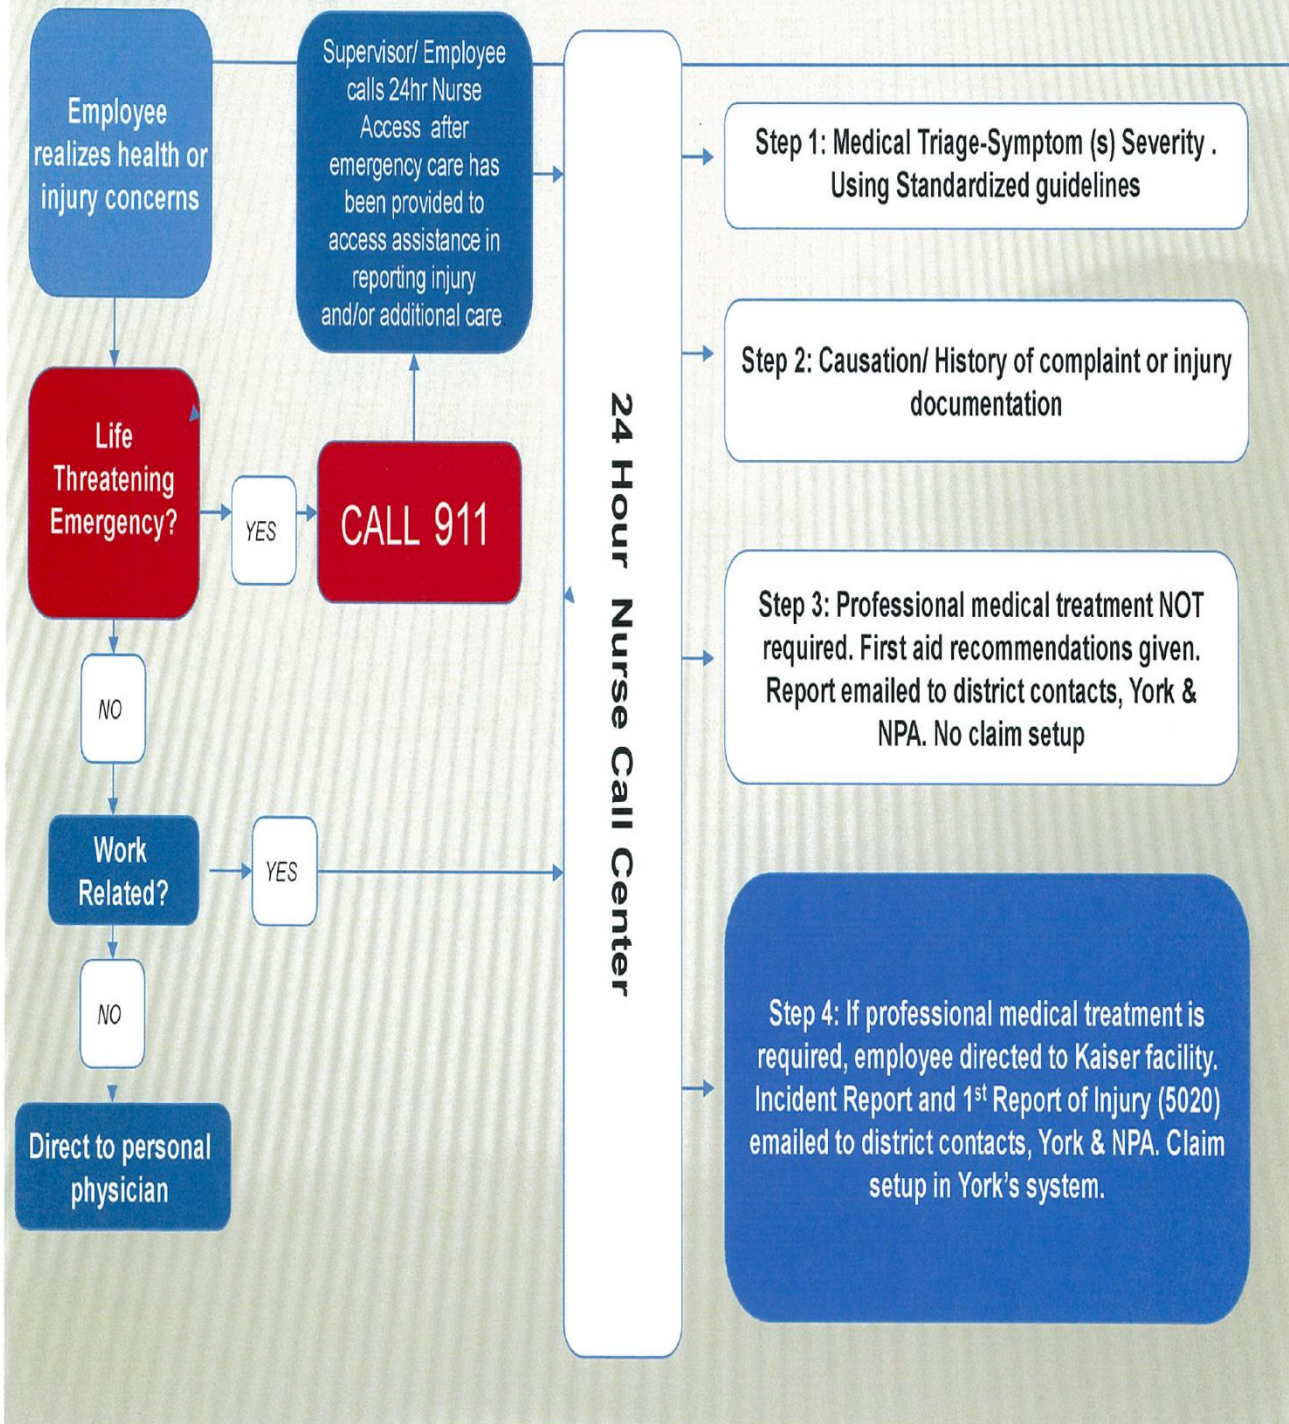 Employee
realizes health or
injury concerns
Supervisor/ Employee
calls 24hr Nurse
Access after
emergency care has
been provided to
access assistance in
reporting injury
and/or additional care
Life
Threatening
Emergency?
YES
CALL 911
NO
Work
Related?
YES
NO
Direct to personal
physician
24 Hour Nurse Call Center
Step 1: Medical Triage-Symptom (s) Severity .
Using Standardized guidelines
Step 2: Causation/ History of complaint or injury
documentation
Step 3: Professional medical treatment NOT
required. First aid recommendations given.
Report emailed to district contacts, York &
NPA. No claim setup
Step 4: If professional medical treatment is
required, employee directed to Kaiser facility.
Incident Report and 1st Report of Injury (5020)
emailed to district contacts, York & NPA. Claim
setup in York's system.